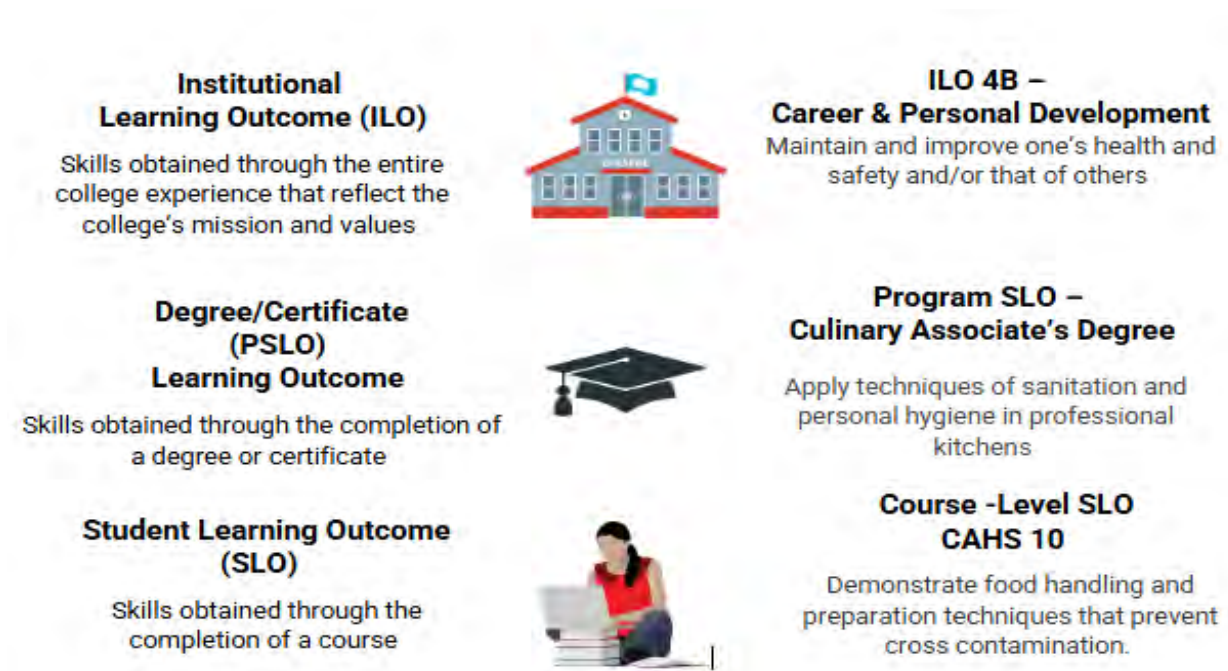 Institutional
Learning Outcome (ILO)
Skills obtained through the entire
college experience that reflect the
college's mission and values
COLLEGE
ILO 4B –
Career & Personal Development
Maintain and improve one's health and
safety and/or that of others
Degree/Certificate
(PSLO)
Learning Outcome
Skills obtained through the completion of
a degree or certificate
Program SLO –
Culinary Associate's Degree
Apply techniques of sanitation and
personal hygiene in professional
kitchens
Student Learning Outcome
(SLO)
Skills obtained through the
completion of a course
Course -Level SLO
CAHS 10
Demonstrate food handling and
preparation techniques that prevent
cross contamination.